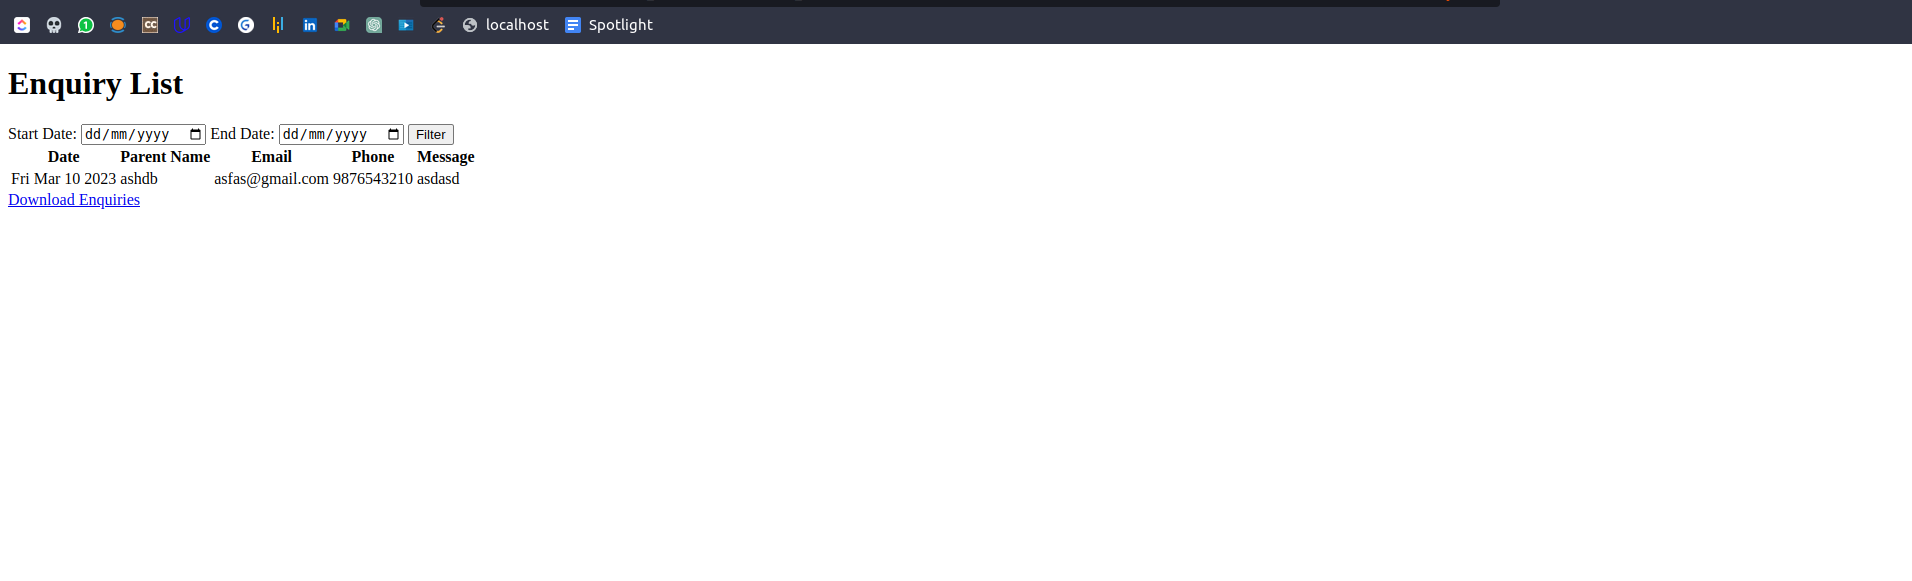 localhost Spotlight
Enquiry List
Start Date: dd/mm/yyyy End Date: dd/mm/yyyy Filter
Date Parent Name Email Phone Message
Fri Mar 10 2023 ashdb asfas@gmail.com 9876543210 asdasd
Download Enquiries